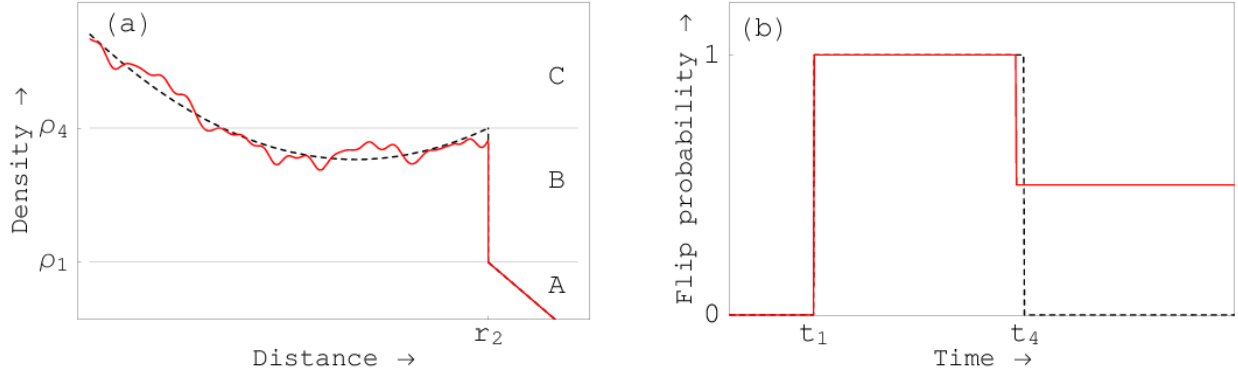 (a)
Density →
ρ4
ρ1
C
B
A
r2
Distance →
(b)
Flip probability →
1
0
t1
t4
Time →